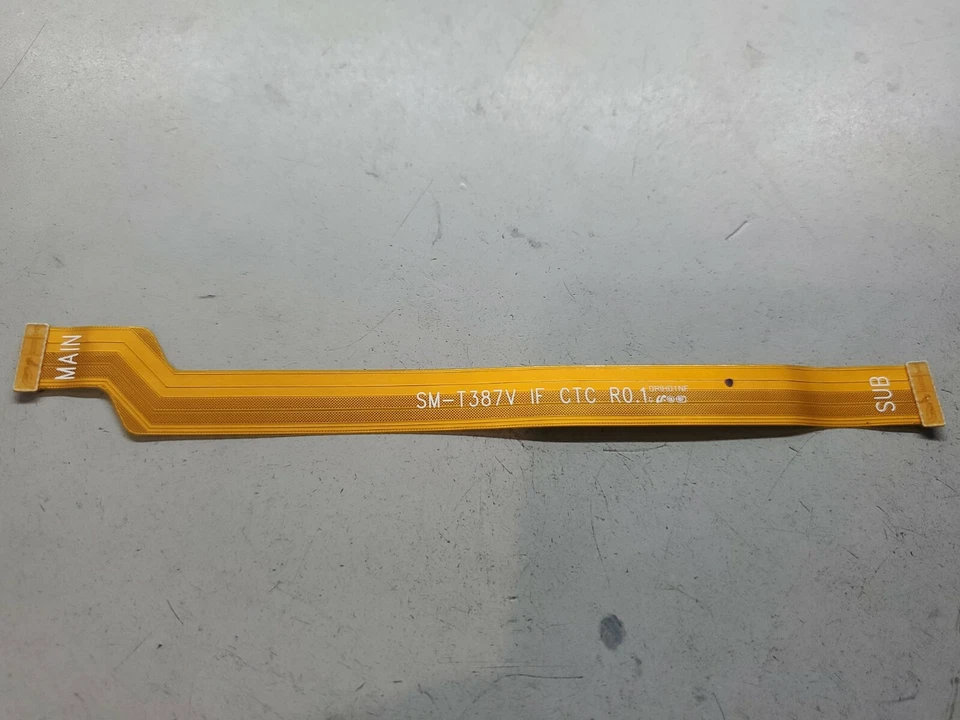 MAIN
SM-T387V IF CTC R0.1
SUB